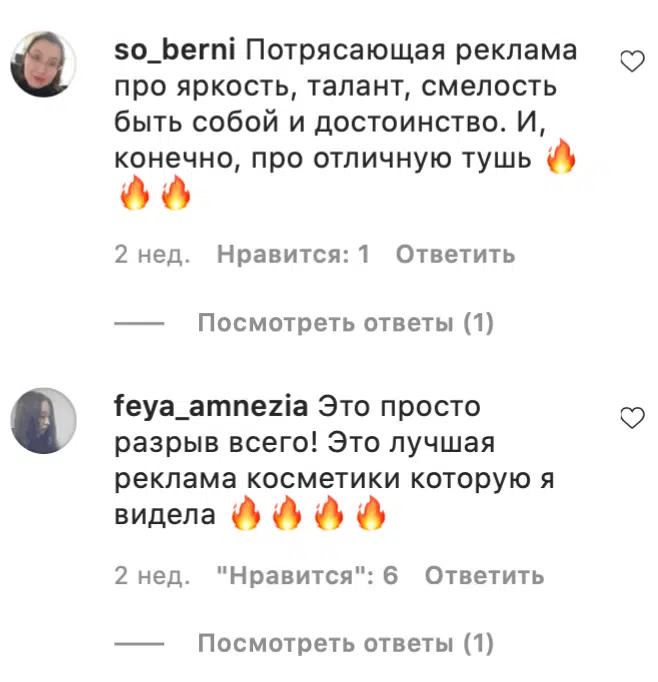 so_berni Потрясающая реклама
про яркость, талант, смелость
быть собой и достоинство. И,
конечно, про отличную тушь 🔥
🔥🔥
2 нед. Нравится: 1 Ответить
Посмотреть ответы (1)
feya_amnezia Это просто
разрыв всего! Это лучшая
реклама косметики которую я
видела 🔥🔥🔥🔥
2 нед. "Нравится": 6 Ответить
Посмотреть ответы (1)